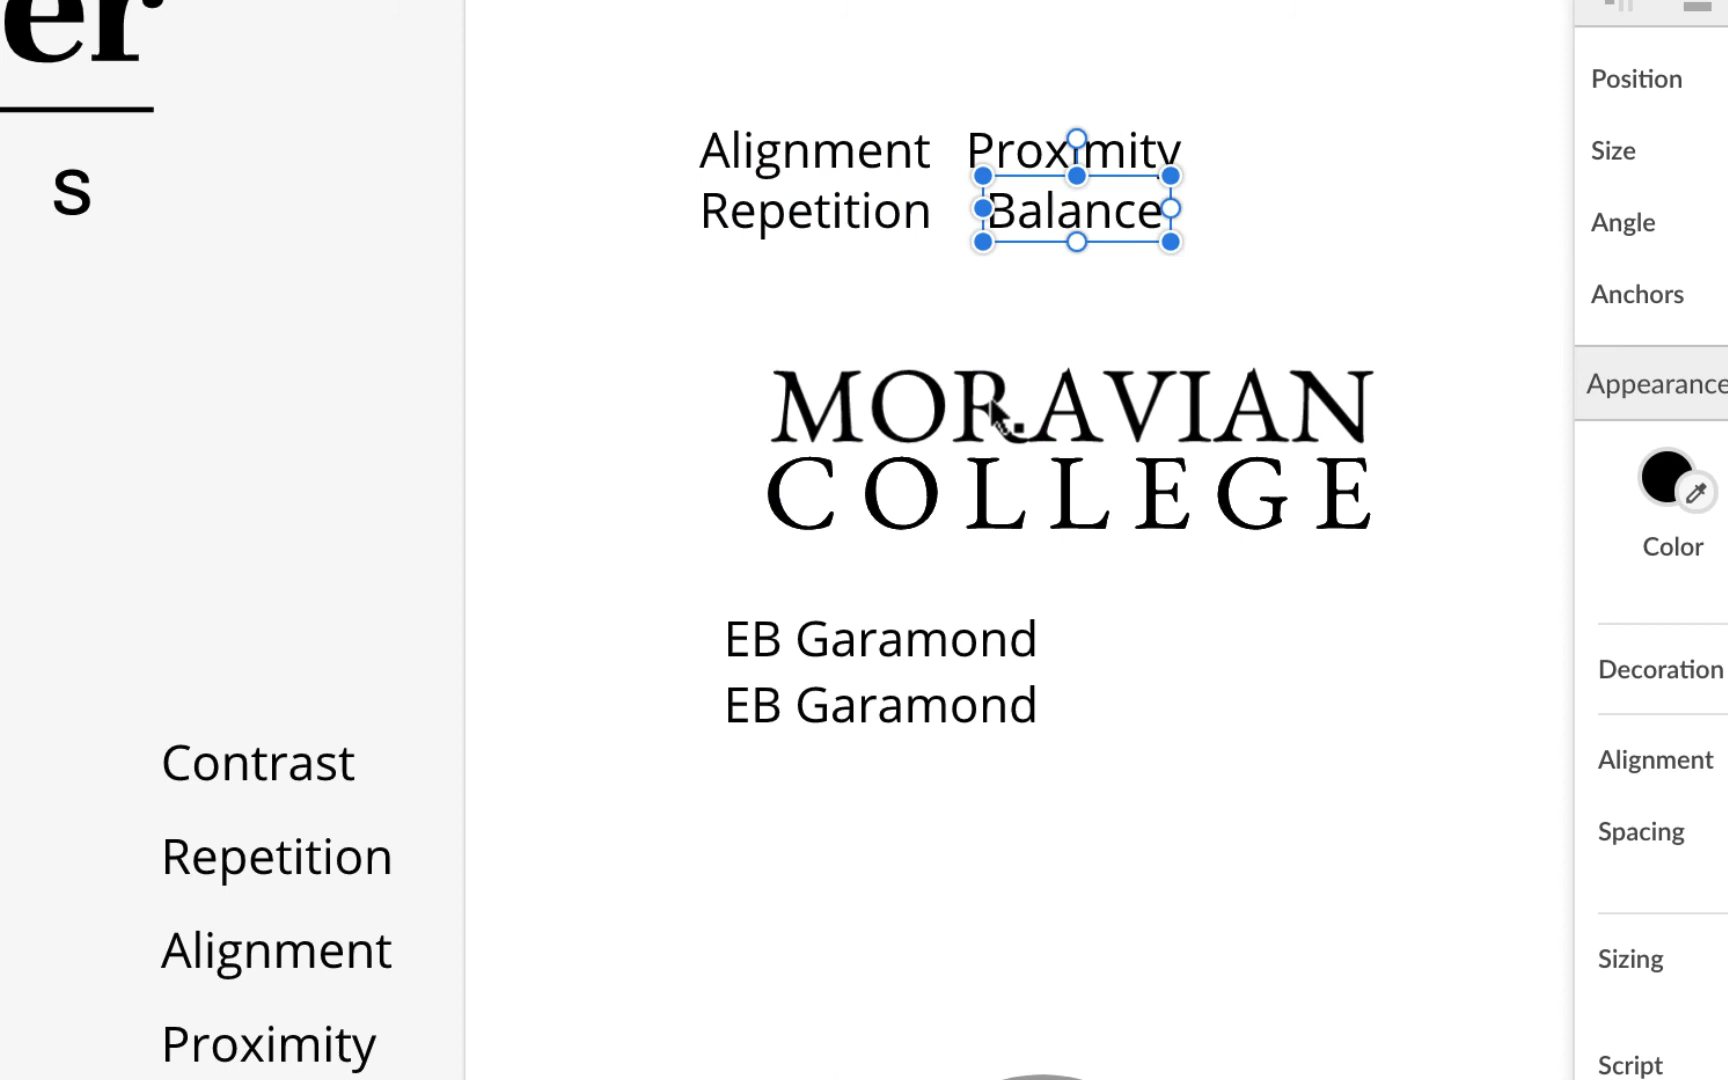 er
s
Alignment Proximity
Repetition Balance
MORAVIAN
COLLEGE
EB Garamond
EB Garamond
Contrast
Repetition
Alignment
Proximity
Position
Size
Angle
Anchors
Appearance
Color
Decoration
Alignment
Spacing
Sizing
Script